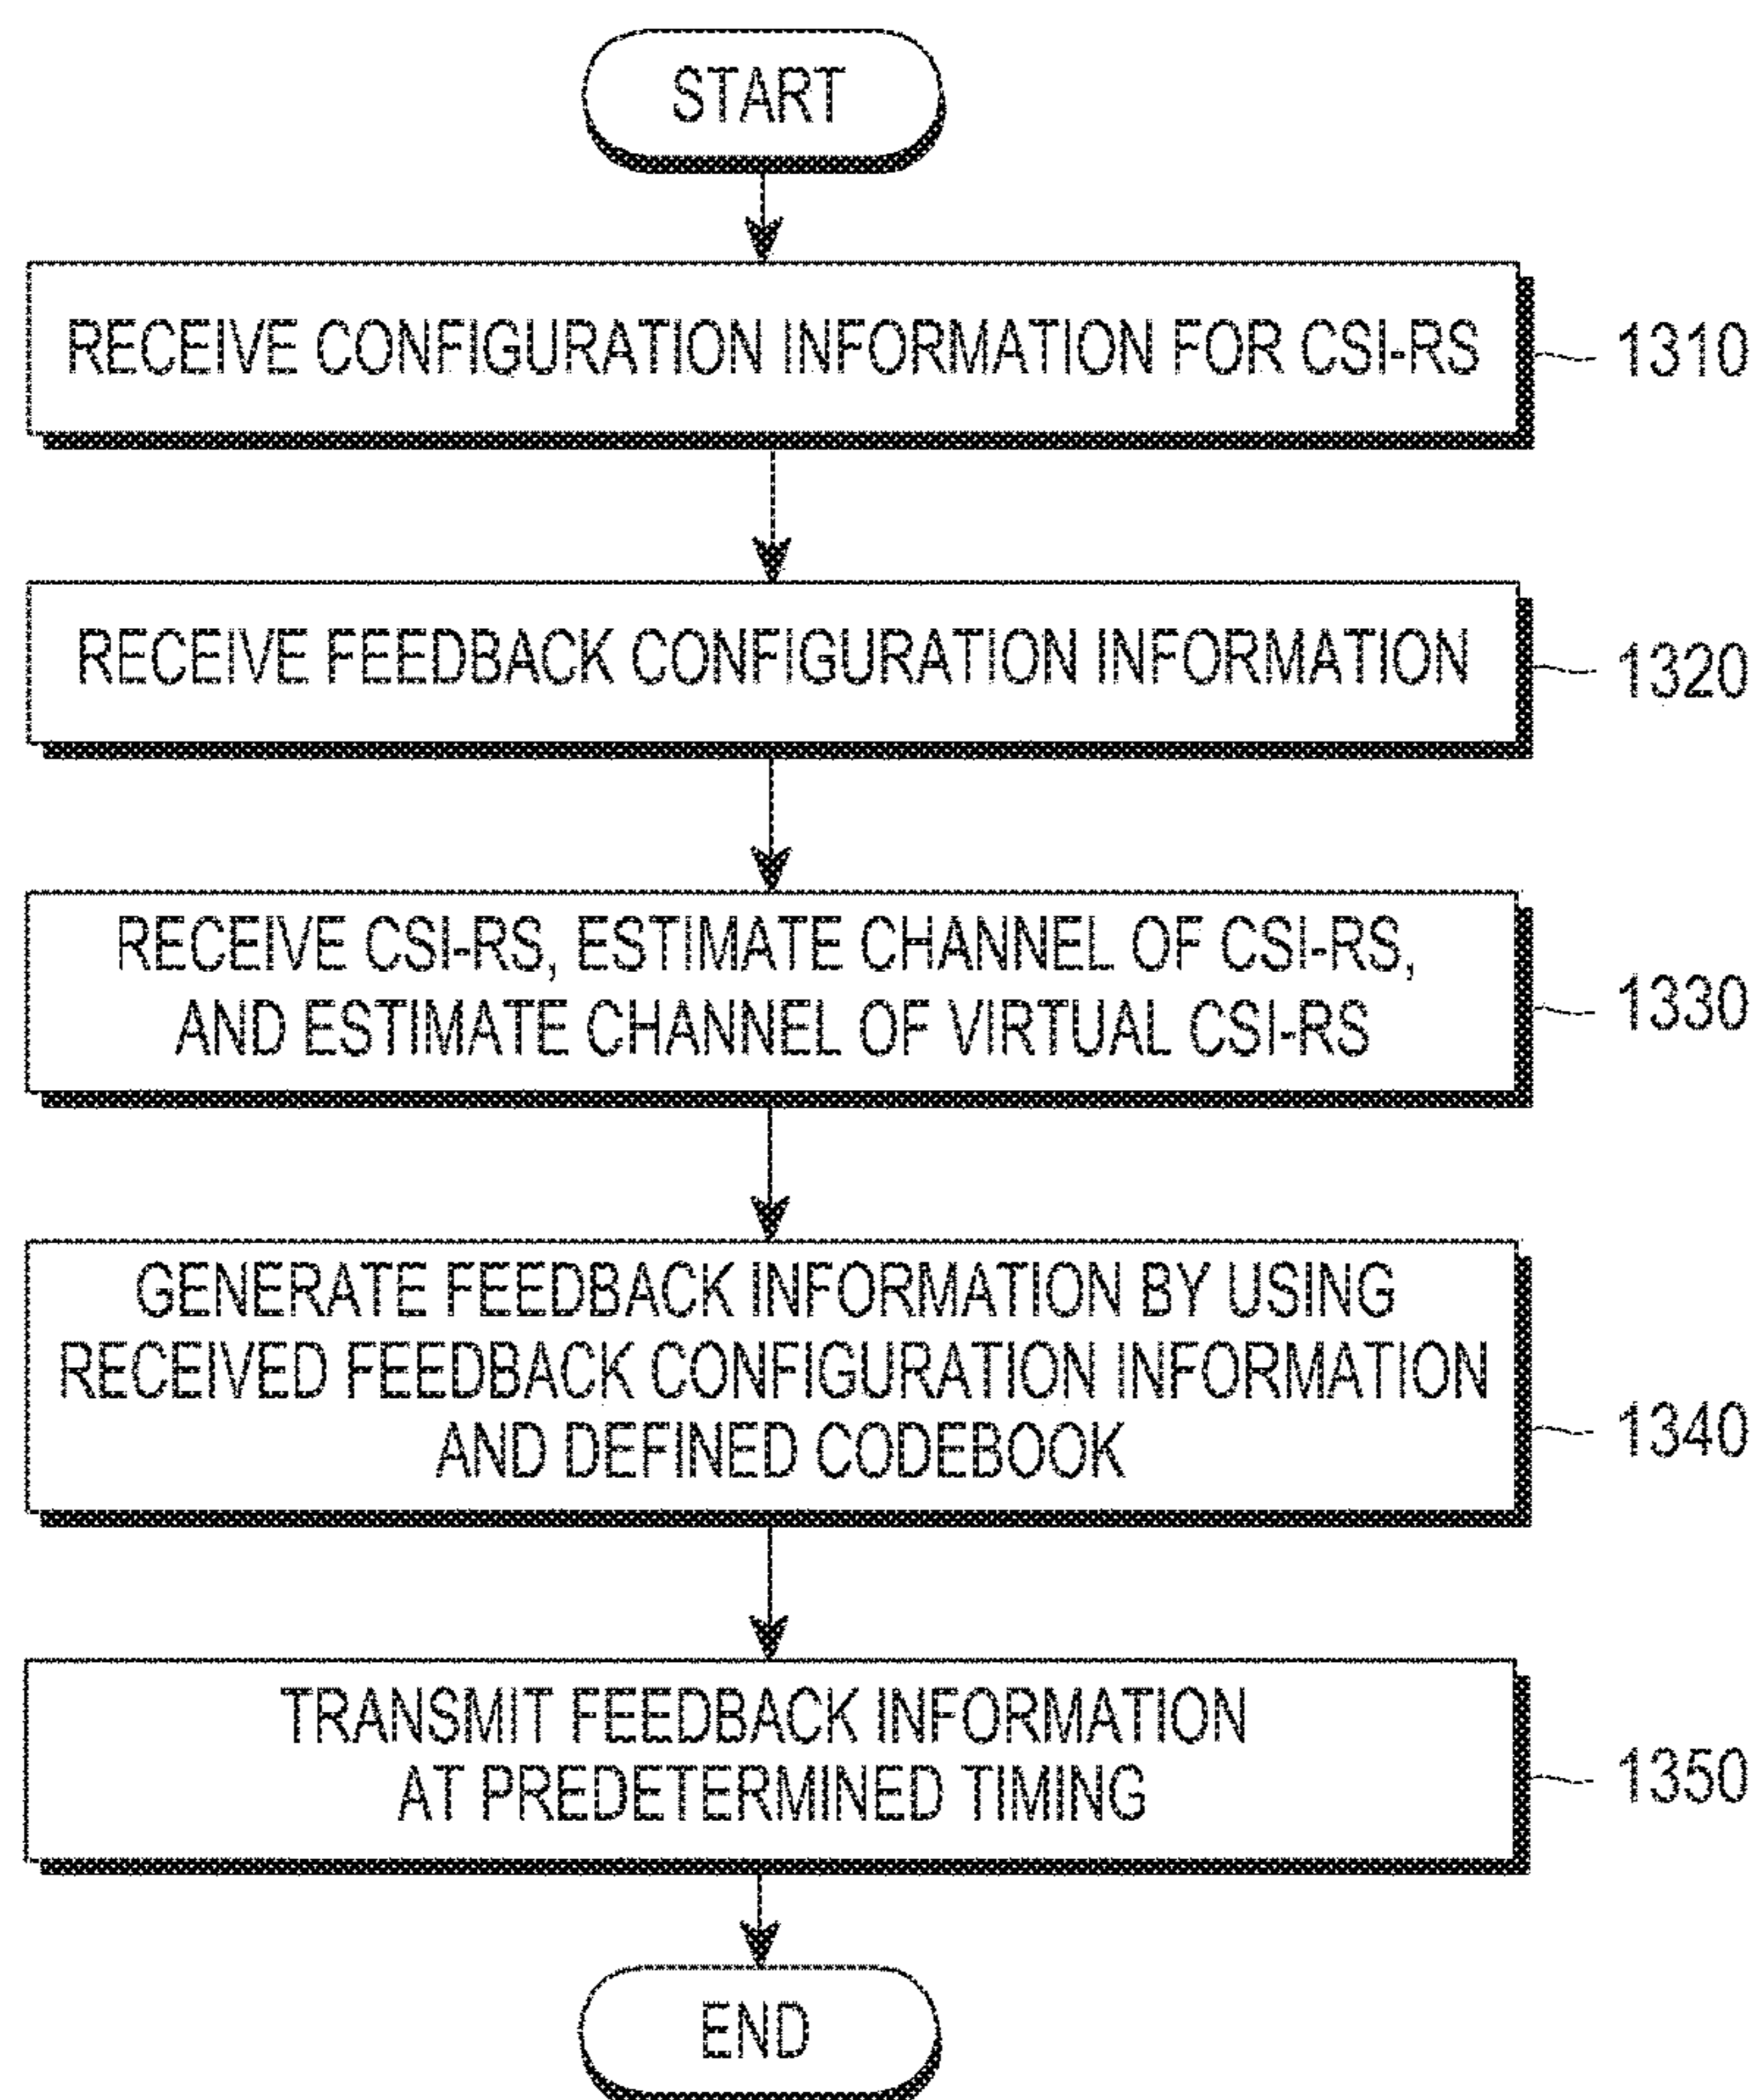 START
RECEIVE CONFIGURATION INFORMATION FOR CSI-RS
1310
RECEIVE FEEDBACK CONFIGURATION INFORMATION
1320
RECEIVE CSI-RS, ESTIMATE CHANNEL OF CSI-RS,
AND ESTIMATE CHANNEL OF VIRTUAL CSI-RS
1330
GENERATE FEEDBACK INFORMATION BY USING
RECEIVED FEEDBACK CONFIGURATION INFORMATION
AND DEFINED CODEBOOK
1340
TRANSMIT FEEDBACK INFORMATION
AT PREDETERMINED TIMING
1350
END